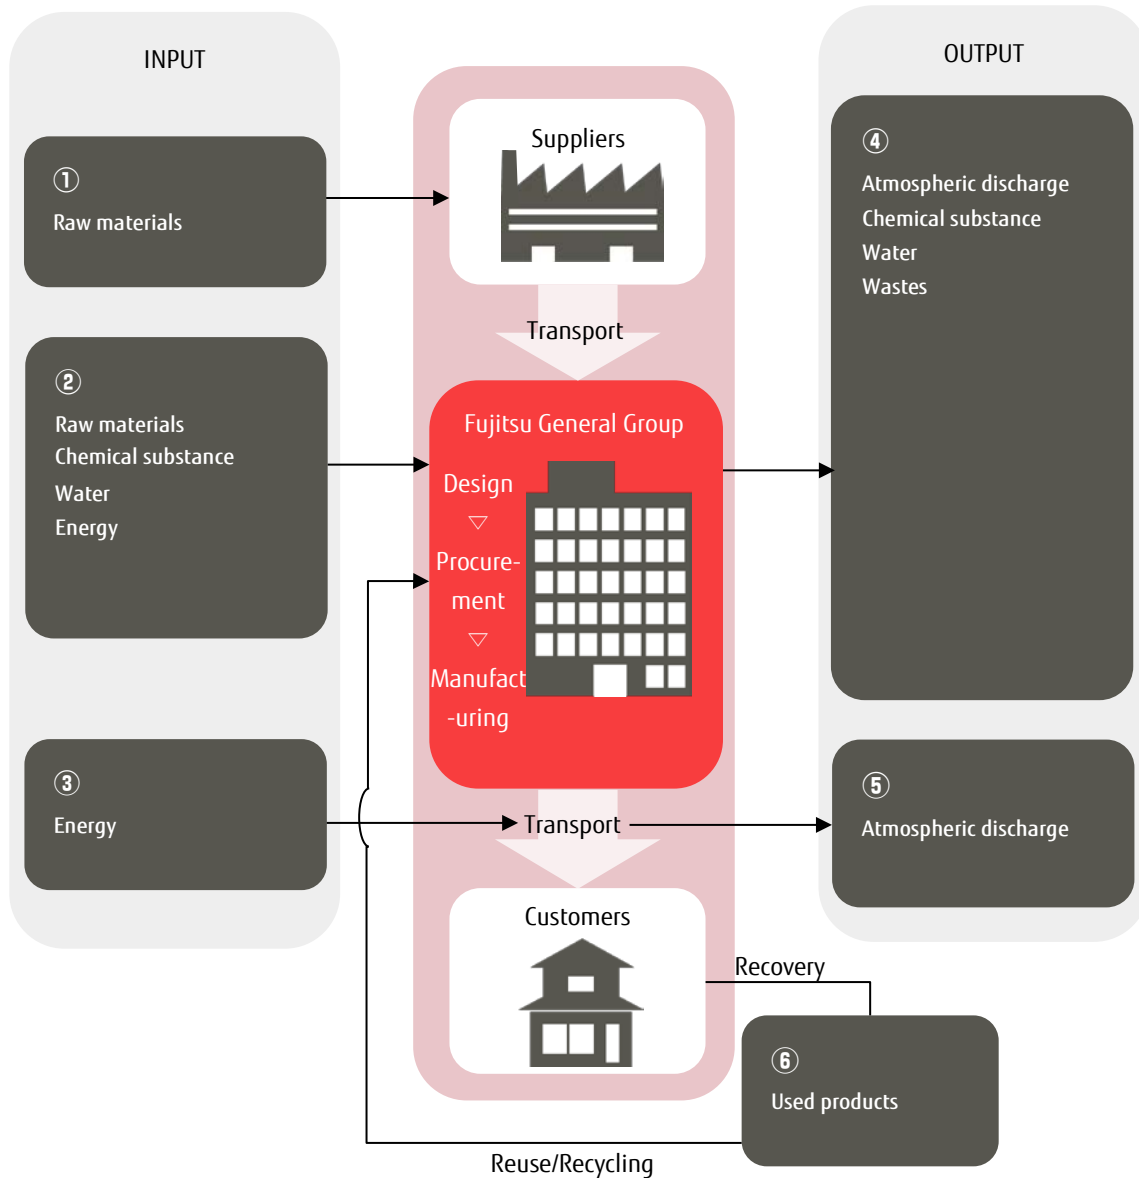 INPUT
①
Raw materials
②
Raw materials
Chemical substance
Water
Energy
③
Energy
Suppliers
Transport
Fujitsu General Group
Design
▽
Procure-
ment
▽
Manufact
-uring
Transport
Customers
OUTPUT
④
Atmospheric discharge
Chemical substance
Water
Wastes
⑤
Atmospheric discharge
Recovery
⑥
Used products
Reuse/Recycling